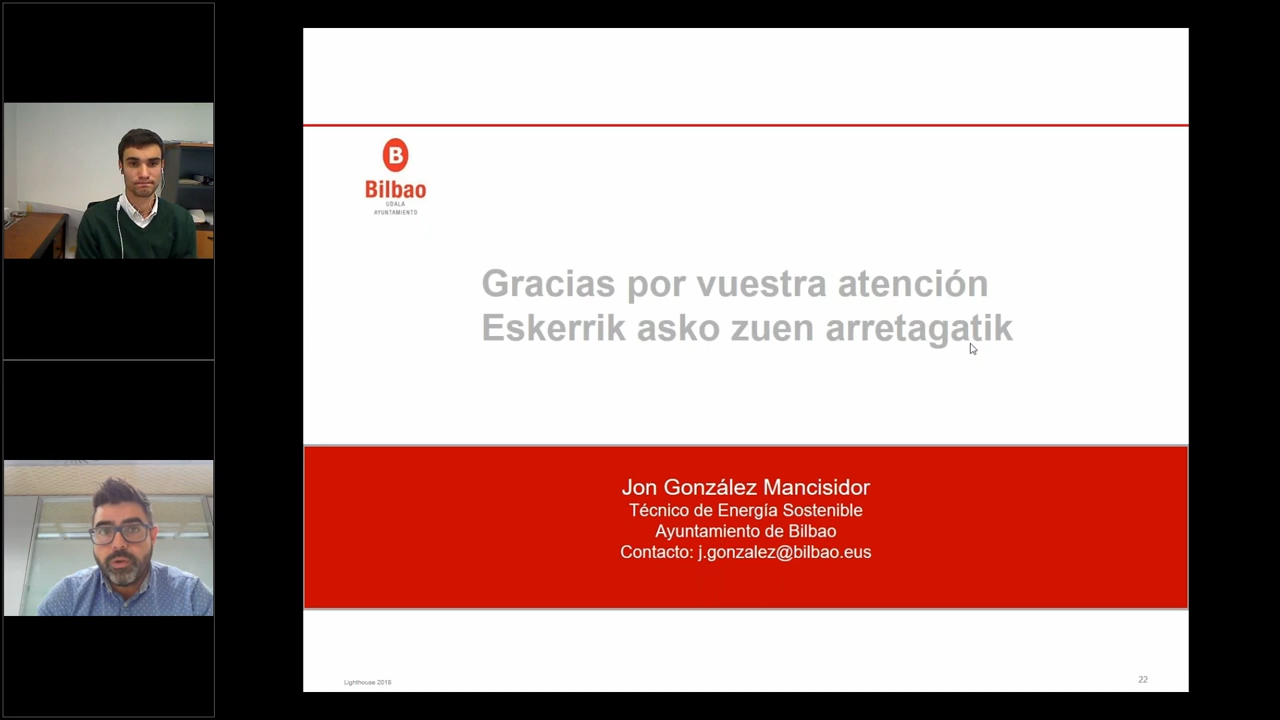 B
Bilbao
UDALA
AYUNTAMIENTO
Gracias por vuestra atención
Eskerrik asko zuen arretagatik
Jon González Mancisidor
Técnico de Energía Sostenible
Ayuntamiento de Bilbao
Contacto: j.gonzalez@bilbao.eus
Lighthouse 2018
22